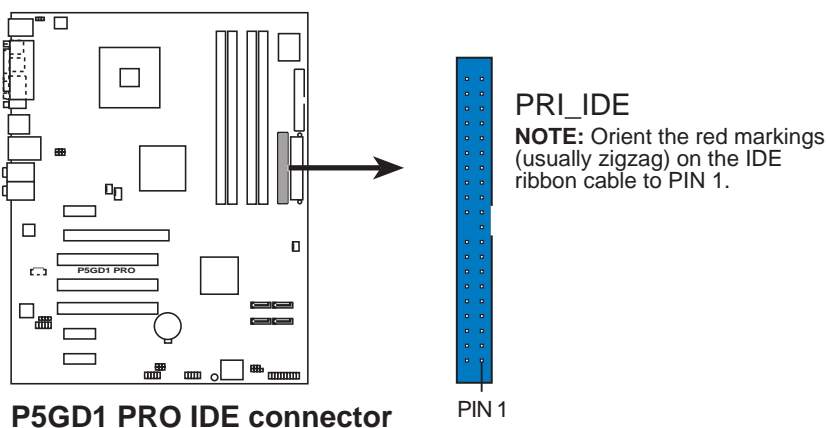 PRI_IDE
NOTE: Orient the red markings
(usually zigzag) on the IDE
ribbon cable to PIN 1.
P5GD1 PRO
PIN 1
P5GD1 PRO IDE connector